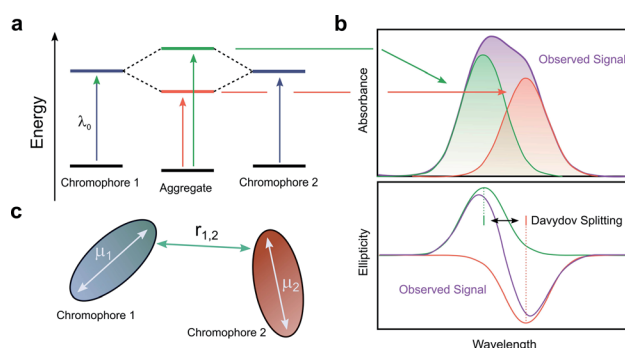 a
Energy
λ₀
Chromophore 1
Aggregate
Chromophore 2
b
Absorbance
Observed Signal
Ellipticity
Davydov Splitting
Observed Signal
Wavelength
c
μ₁
r₁,₂
μ₂
Chromophore 1
Chromophore 2